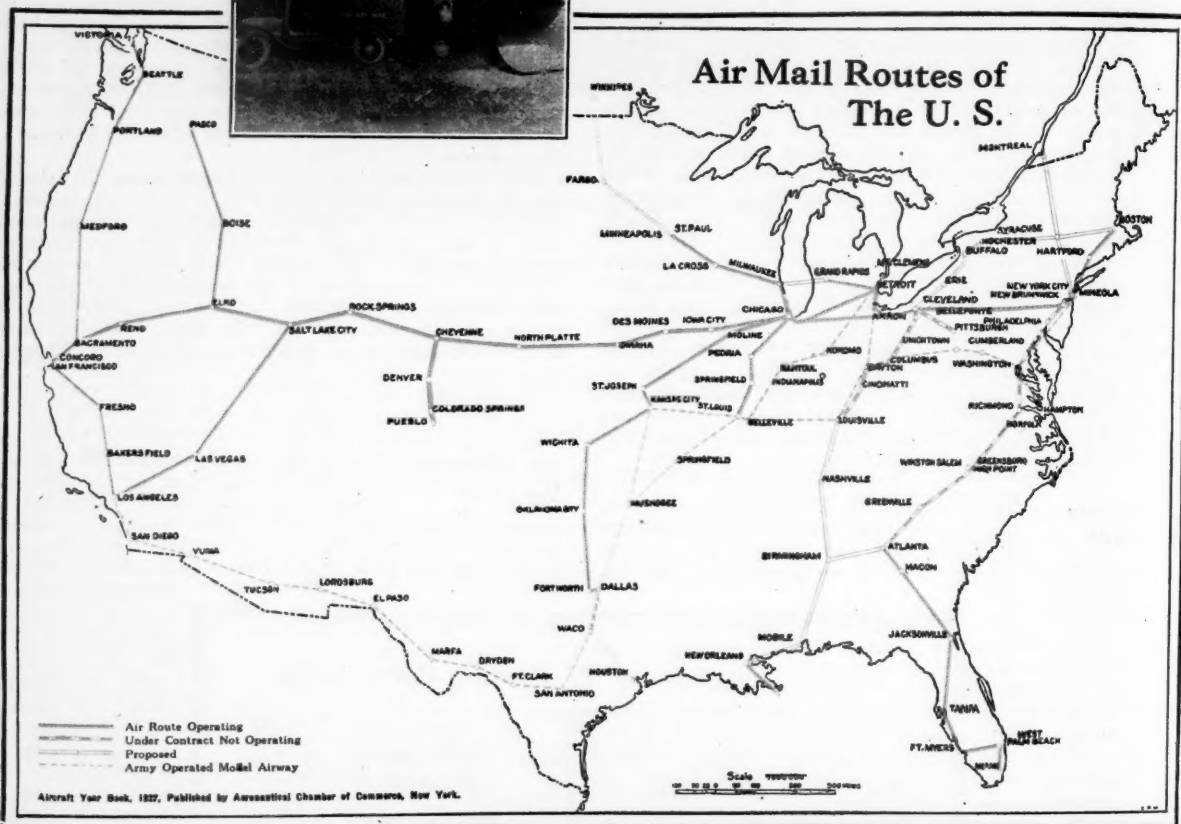 Air Mail Routes of
The U. S.
VICTORIA
SEATTLE
PORTLAND
PASCO
MEDFORD
BOISE
ELKO
RENO
SACRAMENTO
CONCORD
SAN FRANCISCO
FRESNO
BAKERSFIELD
LOS ANGELES
LAS VEGAS
SAN DIEGO
YUMA
TUCSON
LORDSBURG
EL PASO
SALT LAKE CITY
ROCK SPRINGS
CHEYENNE
NORTH PLATTE
OMAHA
DES MOINES
IOWA CITY
DENVER
COLORADO SPRINGS
PUEBLO
WINNIPEG
FARGO
MINNEAPOLIS
ST. PAUL
LA CROSS
MILWAUKEE
GRAND RAPIDS
MT. CLEMENS
DETROIT
CHICAGO
MOLINE
PEORIA
SPRINGFIELD
ST. JOSEPH
KANSAS CITY
ST. LOUIS
BELLEVILLE
RANTOUL
INDIANAPOLIS
KOKOMO
DAYTON
CINCINATTI
COLUMBUS
UNIONTOWN
AKRON
CLEVELAND
BELLEFONTE
PITTSBURGH
CUMBERLAND
WASHINGTON
PHILADELPHIA
NEW BRUNSWICK
NEW YORK CITY
MINEOLA
HARTFORD
BOSTON
MONTREAL
SYRACUSE
ROCHESTER
BUFFALO
ERIE
RICHMOND
HAMPTON
NORFOLK
LOUISVILLE
NASHVILLE
WINSTON SALEM
GREENSBORO
HIGH POINT
GREENVILLE
BIRMINGHAM
ATLANTA
MACON
JACKSONVILLE
MOBILE
NEW ORLEANS
TAMPA
FT. MYERS
WEST
PALM BEACH
MIAMI
WICHITA
SPRINGFIELD
MUSKOGEE
OKLAHOMA CITY
FORT WORTH
DALLAS
WACO
HOUSTON
SAN ANTONIO
FT. CLARK
DRYDEN
MARFA
Air Route Operating
Under Contract Not Operating
Proposed
Army Operated Model Airway
Scale
Aircraft Year Book, 1927, Published by Aeronautical Chamber of Commerce, New York.